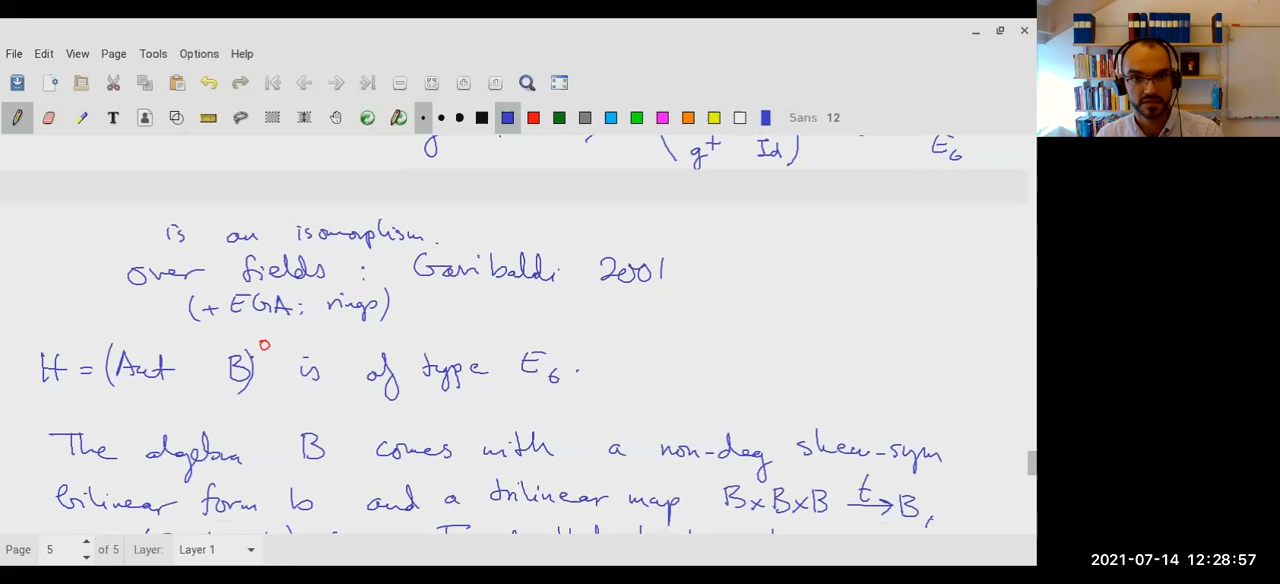 File Edit View Page Tools Options Help
Sans 12
g+ Id
E6
is an isomorphism.
over fields : Garibaldi 2001
(+ EGA: rings)
H = (Aut B)° is of type E6.
The algebra B comes with a non-deg skew-sym
bilinear form b and a trilinear map B×B×B →t B,
Page 5 of 5 Layer: Layer 1
2021-07-14 12:28:57